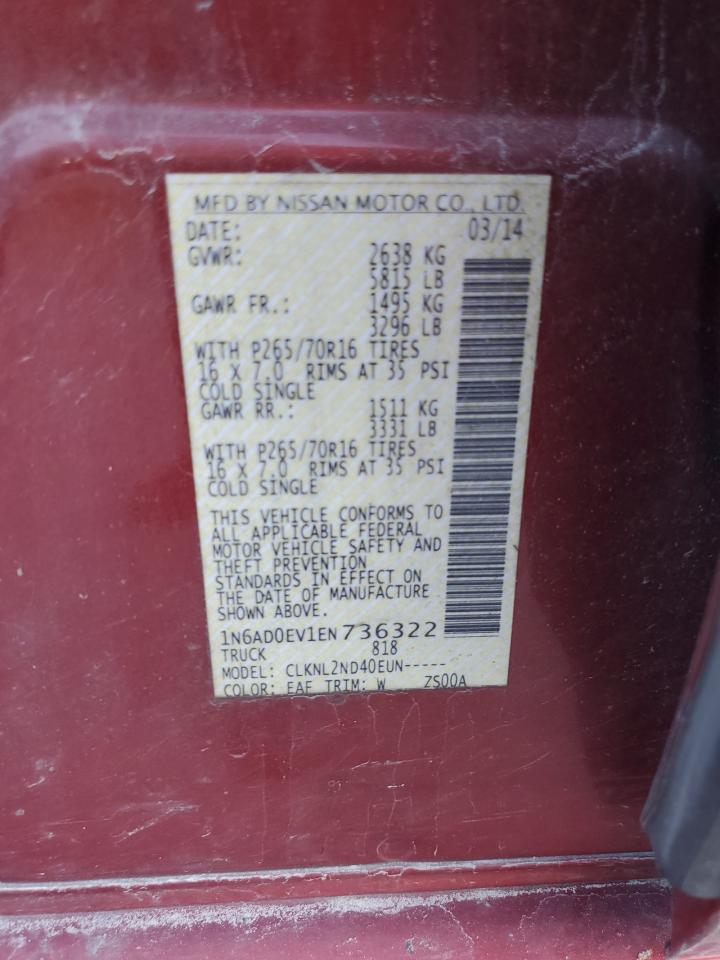 MFD BY NISSAN MOTOR CO., LTD.
DATE: 03/14
GVWR: 2638 KG
5815 LB
GAWR FR.: 1495 KG
3296 LB
WITH P265/70R16 TIRES
16 X 7.0 RIMS AT 35 PSI
COLD SINGLE
GAWR RR.: 1511 KG
3331 LB
WITH P265/70R16 TIRES
16 X 7.0 RIMS AT 35 PSI
COLD SINGLE
THIS VEHICLE CONFORMS TO
ALL APPLICABLE FEDERAL
MOTOR VEHICLE SAFETY AND
THEFT PREVENTION
STANDARDS IN EFFECT ON
THE DATE OF MANUFACTURE
SHOWN ABOVE.
1N6AD0EV1EN736322
TRUCK 818
MODEL: CLKNL2ND40EUN-----
COLOR: EAF TRIM: W ZS00A